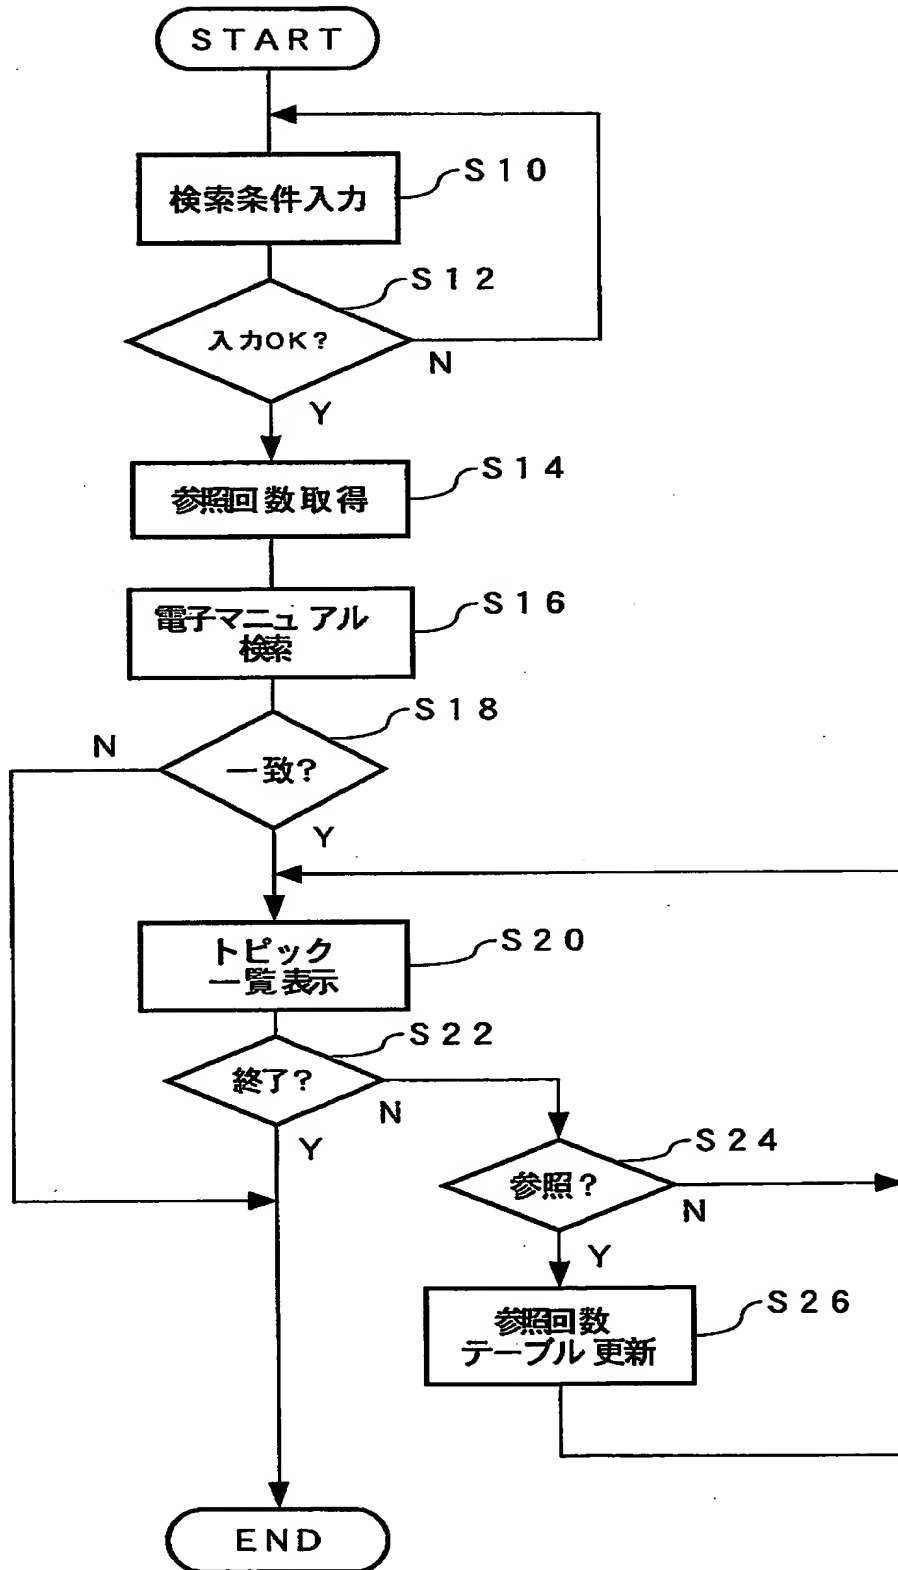 START
S10
検索条件入力
S12
入力OK?
N
Y
S14
参照回数取得
S16
電子マニュアル
検索
S18
N
一致?
Y
S20
トピック
一覧表示
S22
終了?
N
Y
S24
参照?
N
Y
S26
参照回数
テーブル更新
END